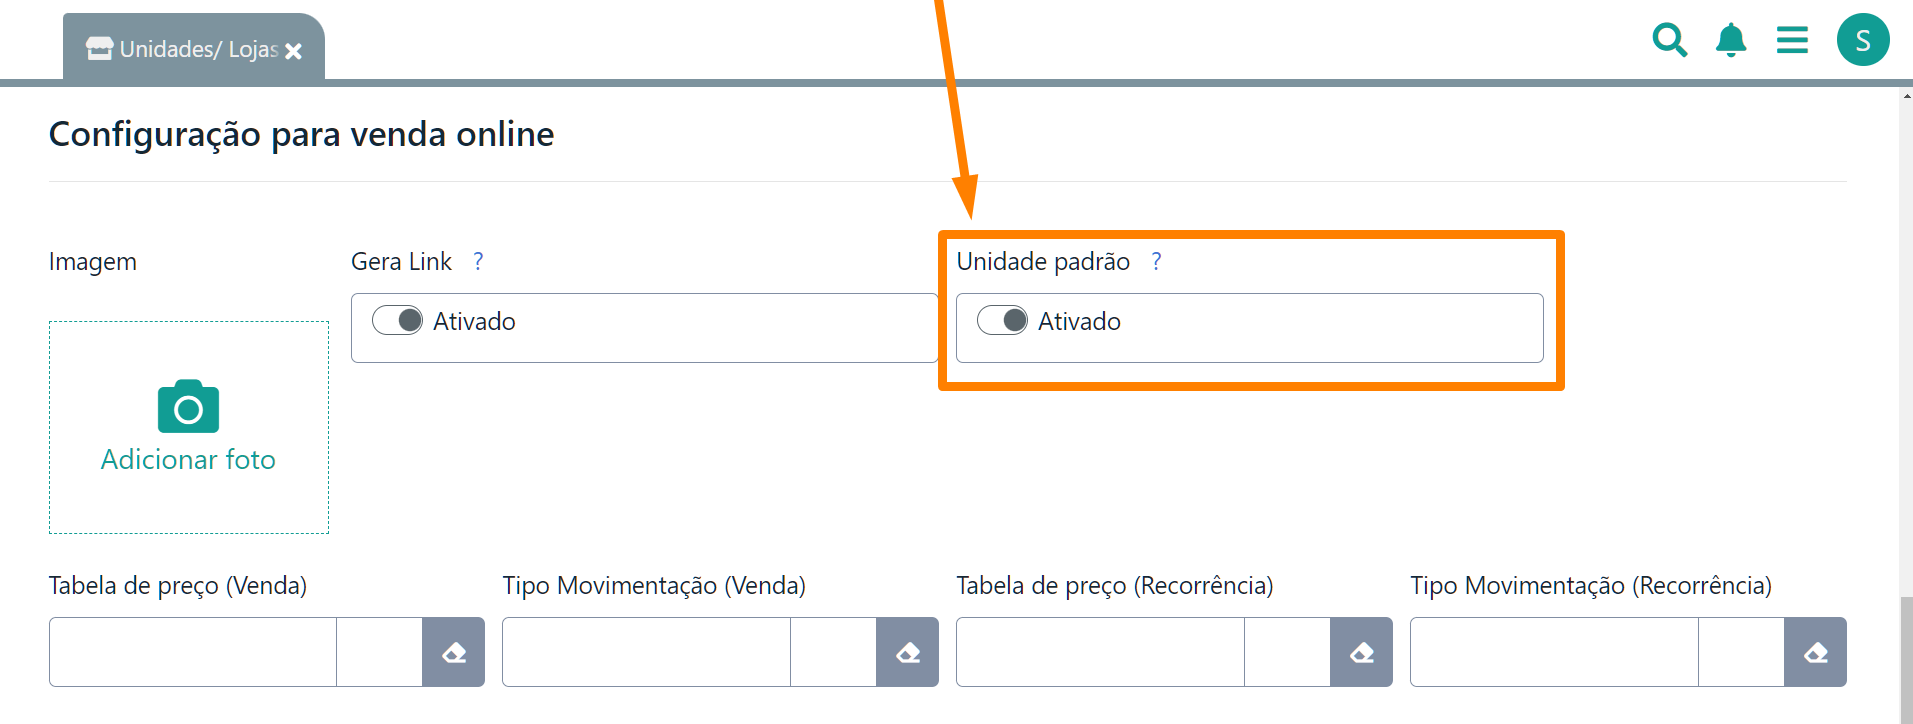 Unidades/ Lojas
S
Configuração para venda online
Imagem
Gera Link ?
Unidade padrão ?
Ativado
Ativado
Adicionar foto
Tabela de preço (Venda)
Tipo Movimentação (Venda)
Tabela de preço (Recorrência)
Tipo Movimentação (Recorrência)